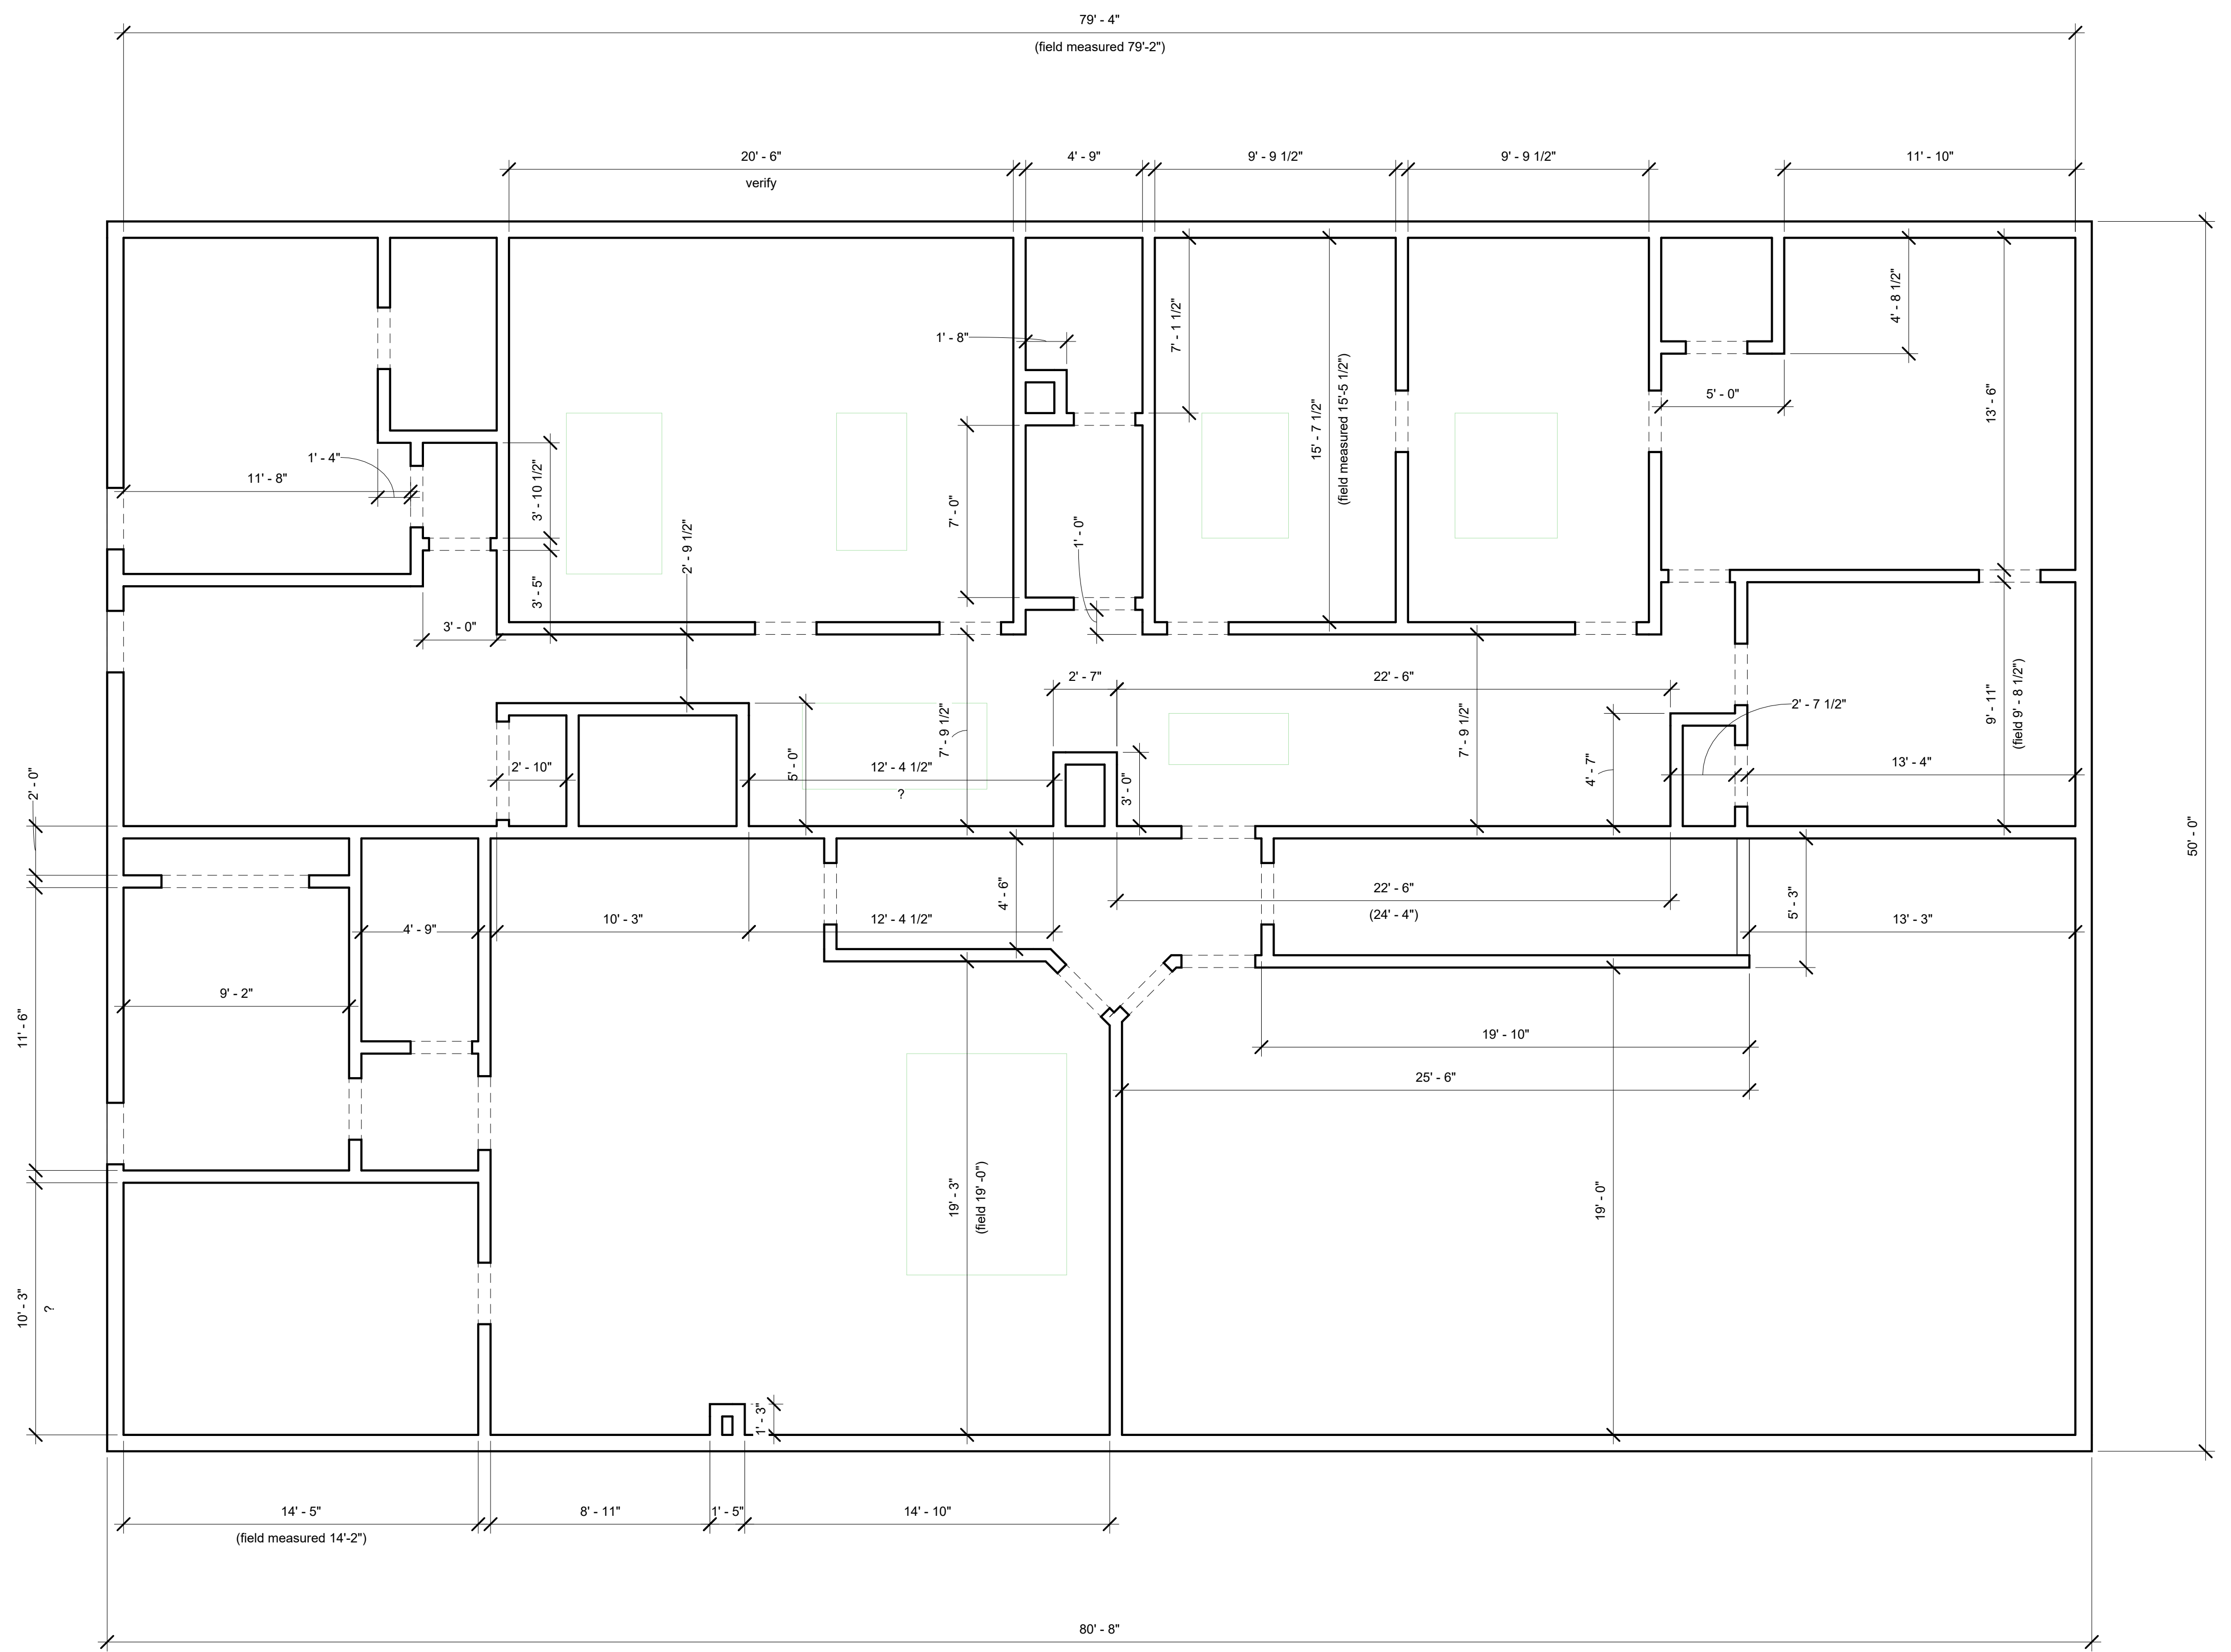 79' - 4"
(field measured 79'-2")
20' - 6"
verify
4' - 9"
9' - 9 1/2"
9' - 9 1/2"
11' - 10"
1' - 8"
7' - 1 1/2"
15' - 7 1/2"
(field measured 15'-5 1/2")
4' - 8 1/2"
13' - 6"
5' - 0"
1' - 4"
11' - 8"
3' - 10 1/2"
7' - 0"
1' - 0"
2' - 9 1/2"
3' - 5"
3' - 0"
2' - 7"
22' - 6"
2' - 7 1/2"
9' - 11"
(field 9' - 8 1/2")
7' - 9 1/2"
7' - 9 1/2"
5' - 0"
2' - 10"
12' - 4 1/2"
?
3' - 0"
4' - 7"
13' - 4"
2' - 0"
50' - 0"
4' - 6"
22' - 6"
(24' - 4")
5' - 3"
4' - 9"
10' - 3"
12' - 4 1/2"
13' - 3"
9' - 2"
11' - 6"
19' - 10"
25' - 6"
19' - 3"
(field 19' -0")
19' - 0"
10' - 3"
?
1' - 3"
14' - 5"
(field measured 14'-2")
8' - 11"
1' - 5"
14' - 10"
80' - 8"